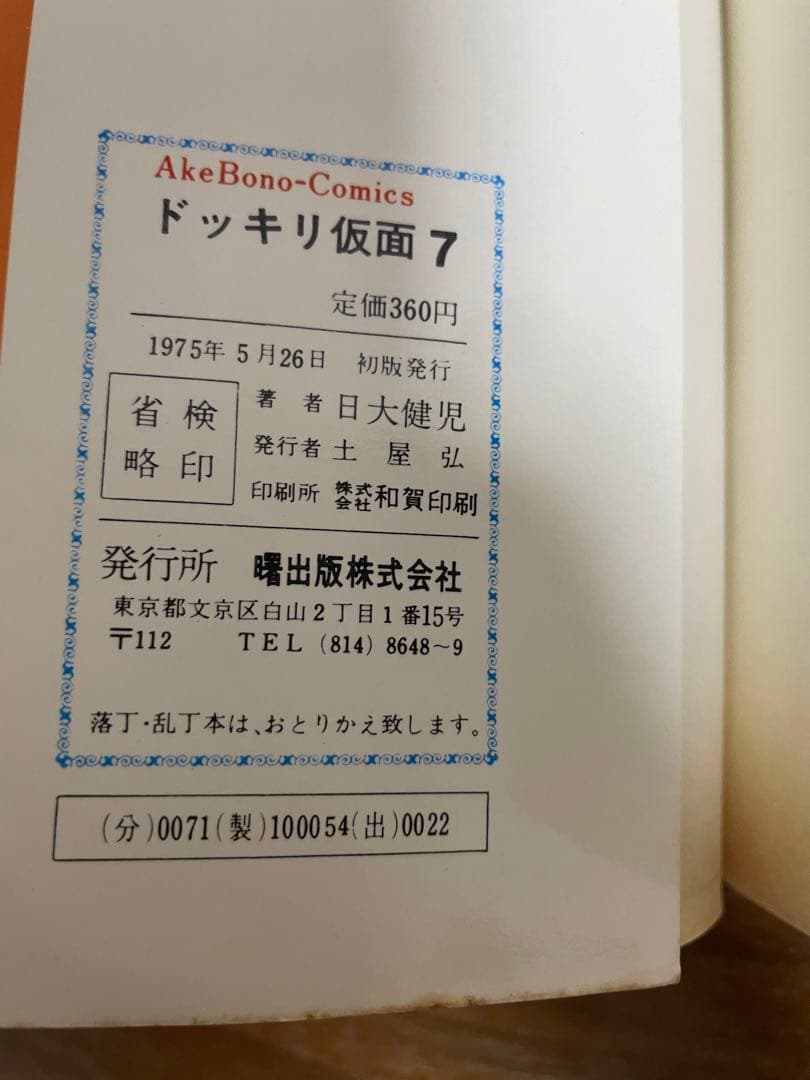 AkeBono-Comics
ドッキリ仮面 7
定価360円
1975年 5月26日 初版発行
検印
省略
著 者 日大健児
発行者 土 屋 弘
印刷所 株式会社 和賀印刷
発行所 曙出版株式会社
東京都文京区白山2丁目1番15号
〒112 TEL (814) 8648〜9
落丁・乱丁本は、おとりかえ致します。
(分)0071(製)100054(出)0022